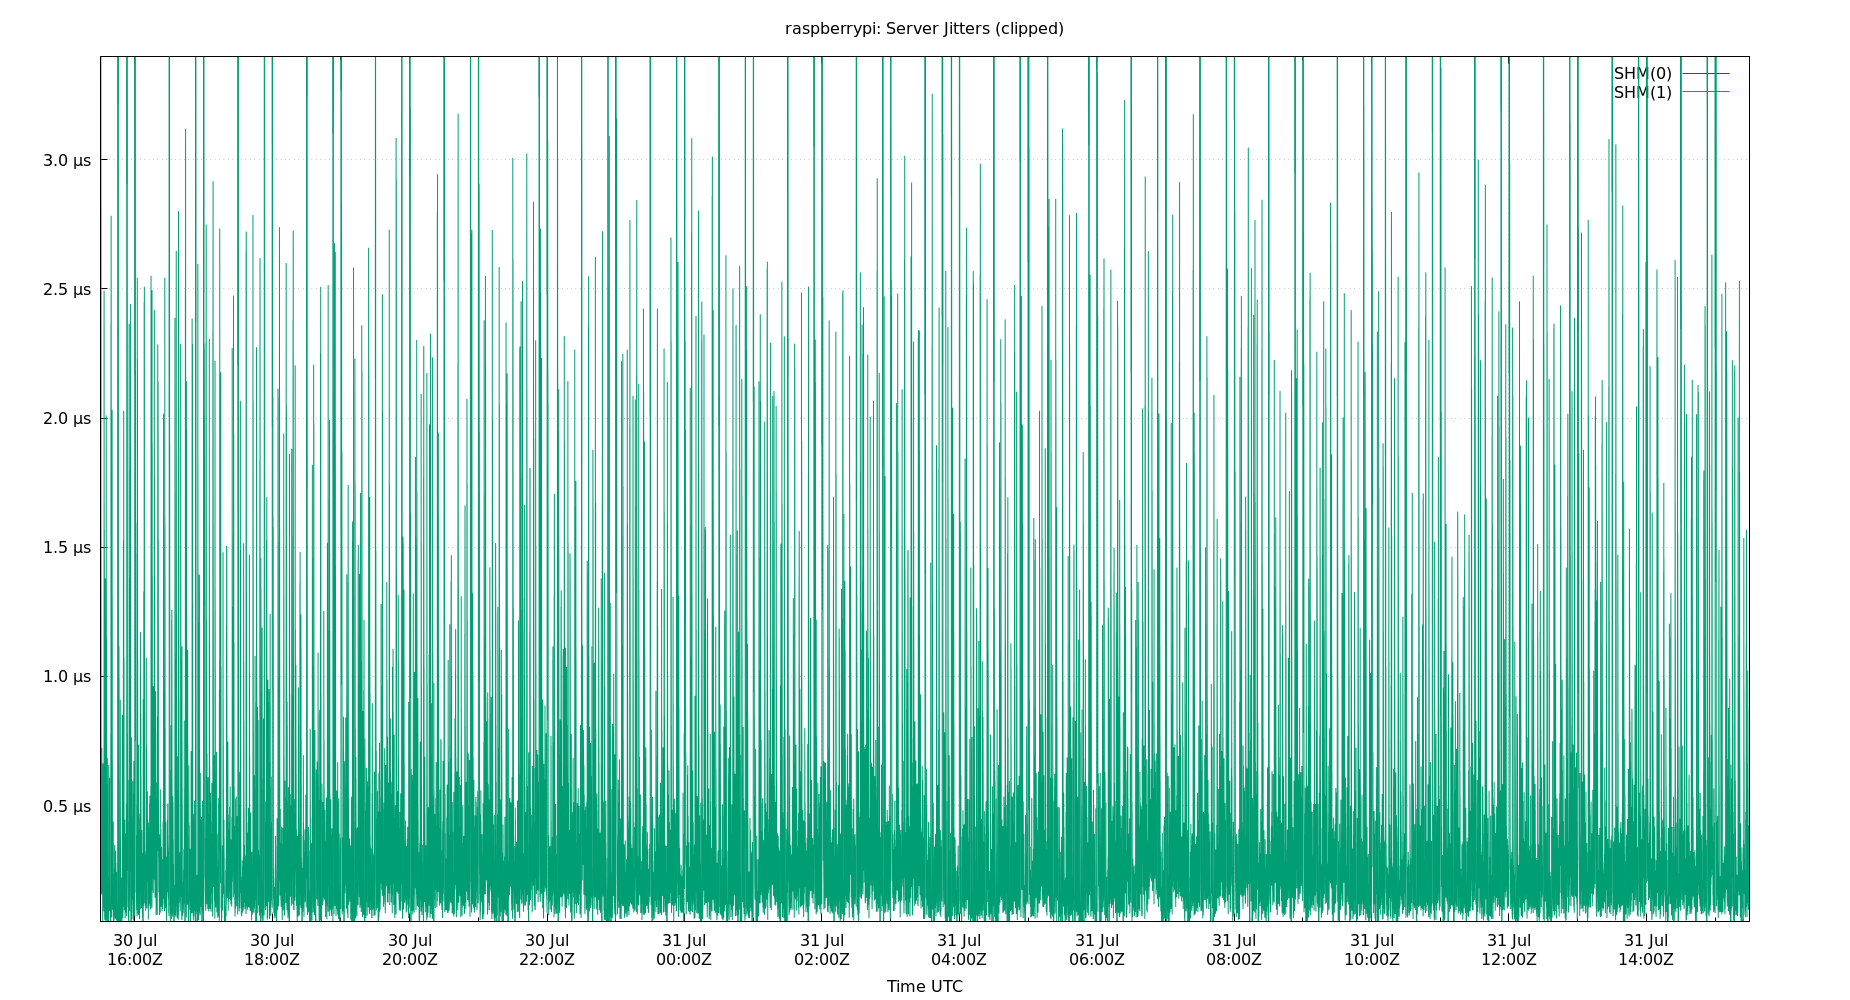 raspberrypi: Server Jitters (clipped)
SHM(0)
SHM(1)
3.0 µs
2.5 µs
2.0 µs
1.5 µs
1.0 µs
0.5 µs
30 Jul 30 Jul 30 Jul 30 Jul 31 Jul 31 Jul 31 Jul 31 Jul 31 Jul 31 Jul 31 Jul 31 Jul
16:00Z 18:00Z 20:00Z 22:00Z 00:00Z 02:00Z 04:00Z 06:00Z 08:00Z 10:00Z 12:00Z 14:00Z
Time UTC